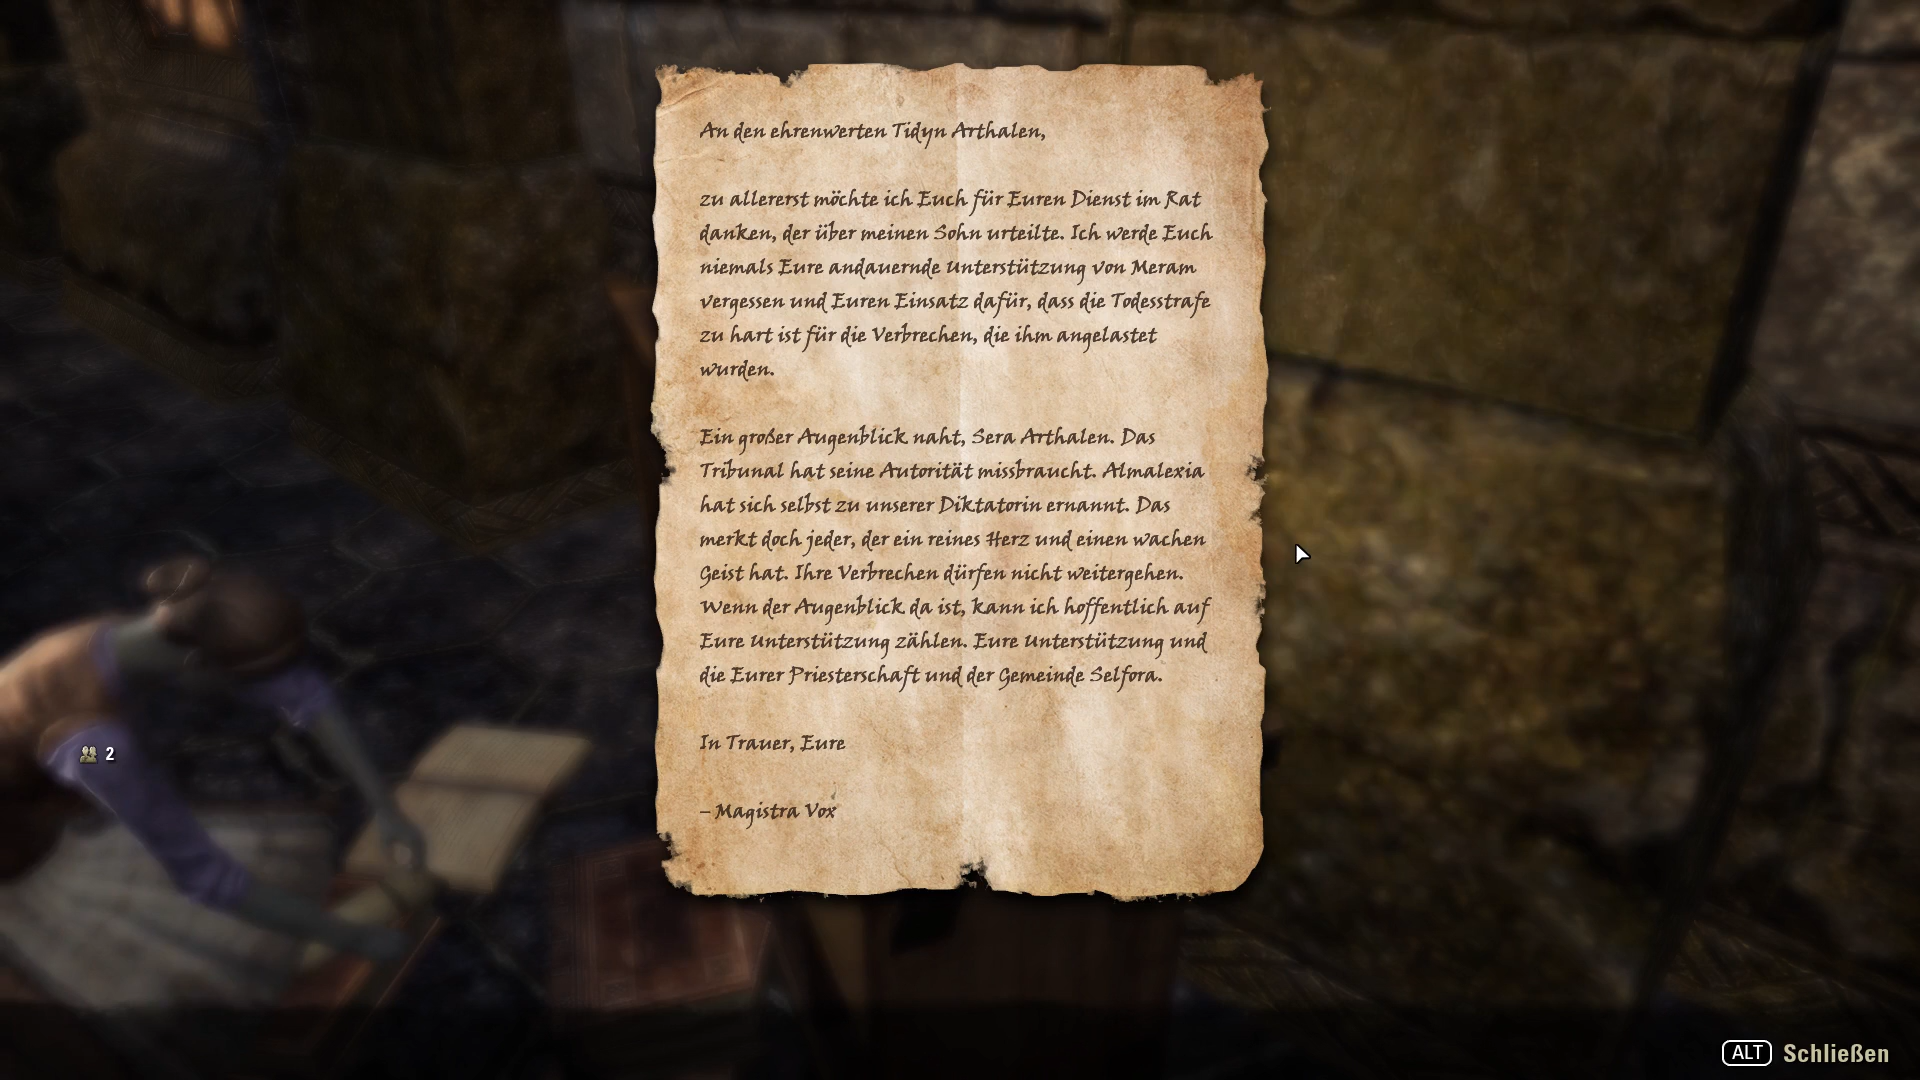 An den ehrenwerten Tidyn Arthalen,
zu allererst möchte ich Euch für Euren Dienst im Rat
danken, der über meinen Sohn urteilte. Ich werde Euch
niemals Eure andauernde Unterstützung von Meram
vergessen und Euren Einsatz dafür, dass die Todesstrafe
zu hart ist für die Verbrechen, die ihm angelastet
wurden.
Ein großer Augenblick naht, Sera Arthalen. Das
Tribunal hat seine Autorität missbraucht. Almalexia
hat sich selbst zu unserer Diktatorin ernannt. Das
merkt doch jeder, der ein reines Herz und einen wachen
Geist hat. Ihre Verbrechen dürfen nicht weitergehen.
Wenn der Augenblick da ist, kann ich hoffentlich auf
Eure Unterstützung zählen. Eure Unterstützung und
die Eurer Priesterschaft und der Gemeinde Selfora.
In Trauer, Eure
– Magistra Vox
2
ALT Schließen